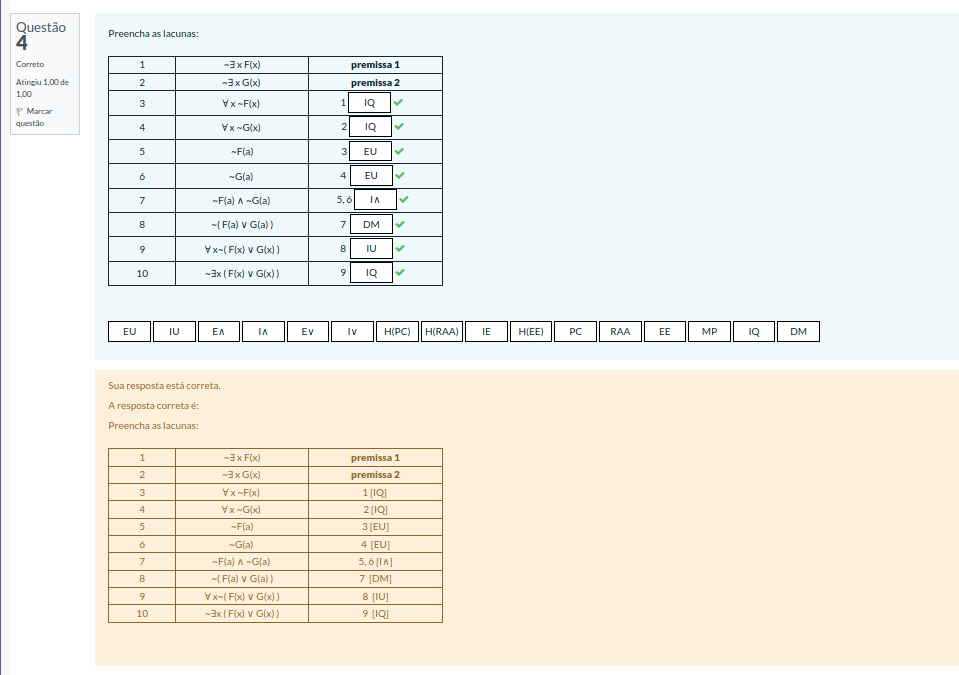 Questão
4
Correto
Atingiu 1,00 de
1,00
Marcar
questão
Preencha as lacunas:
1 ~∃ x F(x) premissa 1
2 ~∃ x G(x) premissa 2
3 ∀ x ~F(x) 1 IQ
4 ∀ x ~G(x) 2 IQ
5 ~F(a) 3 EU
6 ~G(a) 4 EU
7 ~F(a) ∧ ~G(a) 5, 6 I∧
8 ~( F(a) ∨ G(a) ) 7 DM
9 ∀ x~( F(x) ∨ G(x) ) 8 IU
10 ~∃x ( F(x) ∨ G(x) ) 9 IQ
EU IU E∧ I∧ E∨ I∨ H(PC) H(RAA) IE H(EE) PC RAA EE MP IQ DM
Sua resposta está correta.
A resposta correta é:
Preencha as lacunas:
1 ~∃ x F(x) premissa 1
2 ~∃ x G(x) premissa 2
3 ∀ x ~F(x) 1 [IQ]
4 ∀ x ~G(x) 2 [IQ]
5 ~F(a) 3 [EU]
6 ~G(a) 4 [EU]
7 ~F(a) ∧ ~G(a) 5, 6 [I∧]
8 ~( F(a) ∨ G(a) ) 7 [DM]
9 ∀ x~( F(x) ∨ G(x) ) 8 [IU]
10 ~∃x ( F(x) ∨ G(x) ) 9 [IQ]